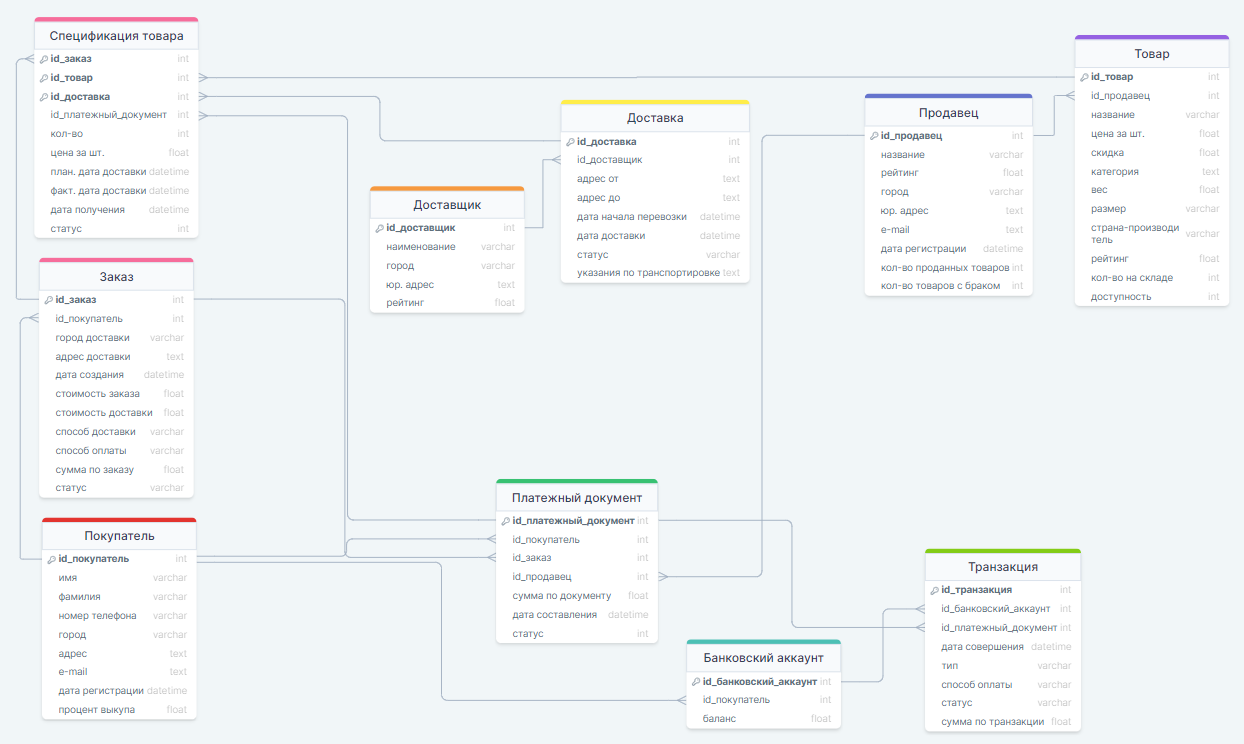 Спецификация товара
id_заказ int
id_товар int
id_доставка int
id_платежный_документ int
кол-во int
цена за шт. float
план. дата доставки datetime
факт. дата доставки datetime
дата получения datetime
статус int
Заказ
id_заказ int
id_покупатель int
город доставки varchar
адрес доставки text
дата создания datetime
стоимость заказа float
стоимость доставки float
способ доставки varchar
способ оплаты varchar
сумма по заказу float
статус varchar
Покупатель
id_покупатель int
имя varchar
фамилия varchar
номер телефона varchar
город varchar
адрес text
e-mail text
дата регистрации datetime
процент выкупа float
Доставщик
id_доставщик int
наименование varchar
город varchar
юр. адрес text
рейтинг float
Доставка
id_доставка int
id_доставщик int
адрес от text
адрес до text
дата начала перевозки datetime
дата доставки datetime
статус varchar
указания по транспортировке text
Продавец
id_продавец int
название varchar
рейтинг float
город varchar
юр. адрес text
e-mail text
дата регистрации datetime
кол-во проданных товаров int
кол-во товаров с браком int
Товар
id_товар int
id_продавец int
название varchar
цена за шт. float
скидка float
категория text
вес float
размер varchar
страна-производи
тель varchar
рейтинг float
кол-во на складе int
доступность int
Платежный документ
id_платежный_документ int
id_покупатель int
id_заказ int
id_продавец int
сумма по документу float
дата составления datetime
статус int
Банковский аккаунт
id_банковский_аккаунт int
id_покупатель int
баланс float
Транзакция
id_транзакция int
id_банковский_аккаунт int
id_платежный_документ int
дата совершения datetime
тип varchar
способ оплаты varchar
статус varchar
сумма по транзакции float